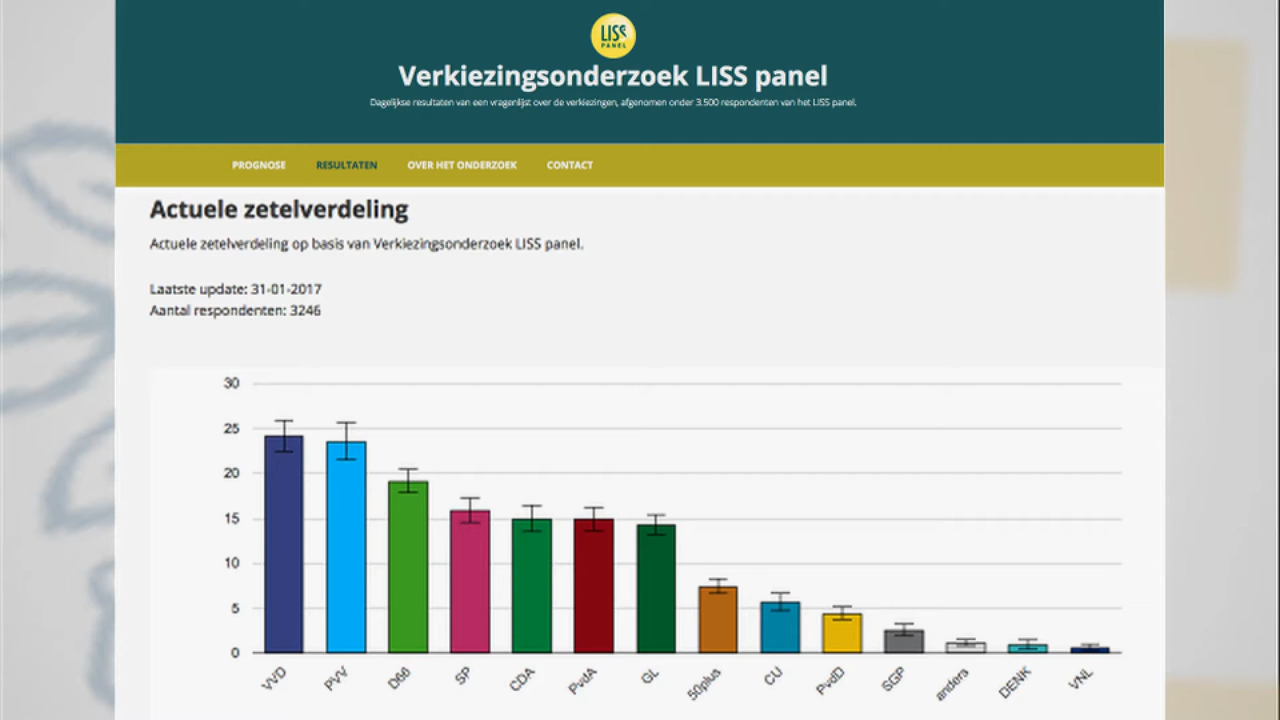 LISS
PANEL
Verkiezingsonderzoek LISS panel
Dagelijkse resultaten van een vragenlijst over de verkiezingen, afgenomen onder 3.500 respondenten van het LISS panel.
PROGNOSE RESULTATEN OVER HET ONDERZOEK CONTACT
Actuele zetelverdeling
Actuele zetelverdeling op basis van Verkiezingsonderzoek LISS panel.
Laatste update: 31-01-2017
Aantal respondenten: 3246
30
25
20
15
10
5
0
VVD PVV D66 SP CDA PvdA GL 50plus CU PvdD SGP anders DENK VNL